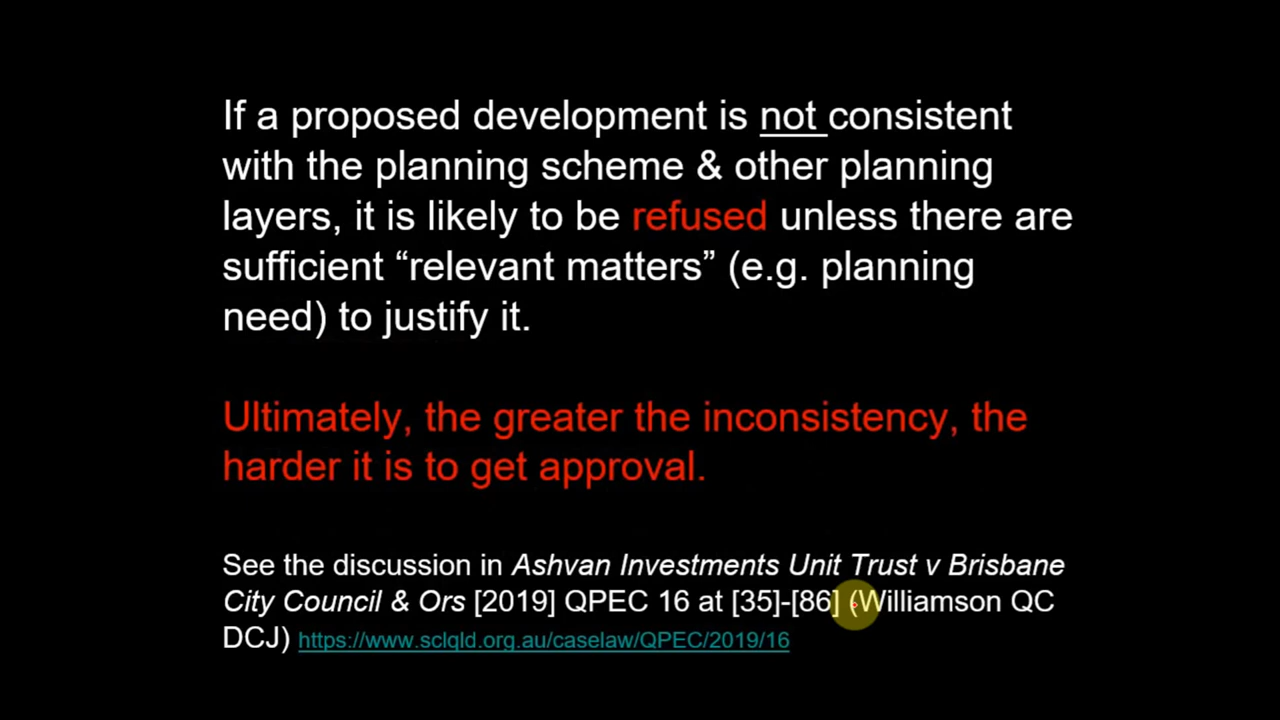 If a proposed development is not consistent
with the planning scheme & other planning
layers, it is likely to be refused unless there are
sufficient “relevant matters” (e.g. planning
need) to justify it.
Ultimately, the greater the inconsistency, the
harder it is to get approval.
See the discussion in Ashvan Investments Unit Trust v Brisbane
City Council & Ors [2019] QPEC 16 at [35]-[86] (Williamson QC
DCJ) https://www.sclqld.org.au/caselaw/QPEC/2019/16